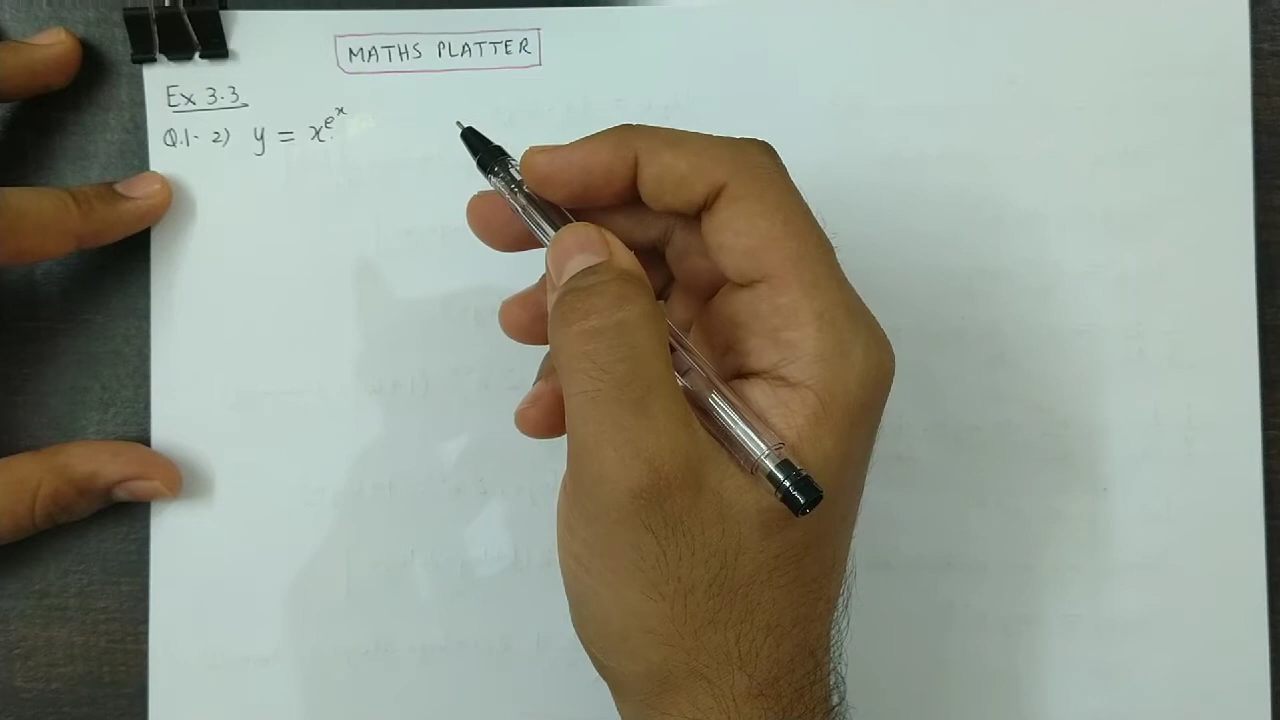 MATHS PLATTER
Ex 3.3
Q.1- 2) y = x^{e^x}